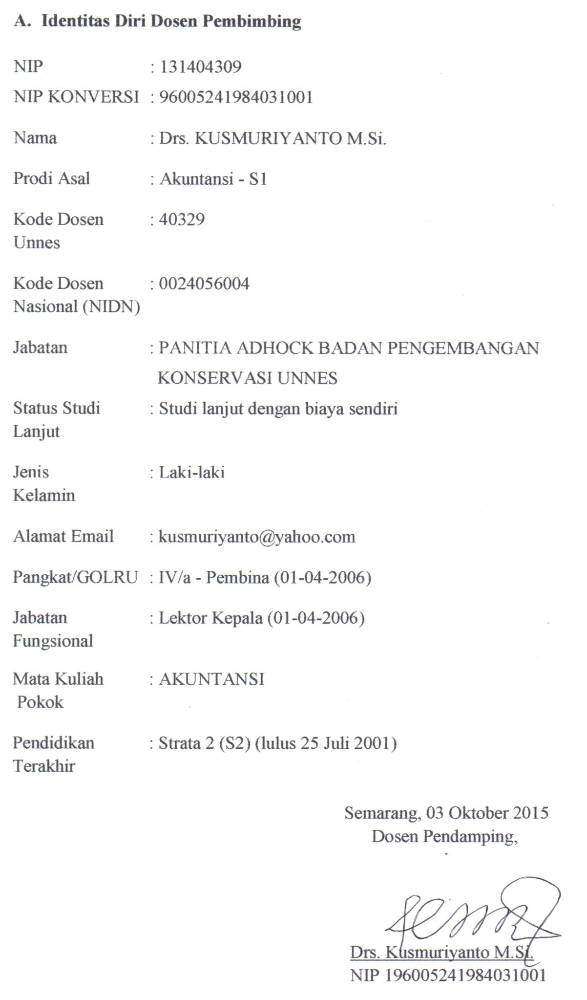 A. Identitas Diri Dosen Pembimbing
NIP : 131404309
NIP KONVERSI : 96005241984031001
Nama : Drs. KUSMURIYANTO M.Si.
Prodi Asal : Akuntansi - S1
Kode Dosen : 40329
Unnes
Kode Dosen : 0024056004
Nasional (NIDN)
Jabatan : PANITIA ADHOCK BADAN PENGEMBANGAN
KONSERVASI UNNES
Status Studi : Studi lanjut dengan biaya sendiri
Lanjut
Jenis : Laki-laki
Kelamin
Alamat Email : kusmuriyanto@yahoo.com
Pangkat/GOLRU : IV/a - Pembina (01-04-2006)
Jabatan : Lektor Kepala (01-04-2006)
Fungsional
Mata Kuliah : AKUNTANSI
Pokok
Pendidikan : Strata 2 (S2) (lulus 25 Juli 2001)
Terakhir
Semarang, 03 Oktober 2015
Dosen Pendamping,
Drs. Kusmuriyanto M.Si.
NIP 196005241984031001